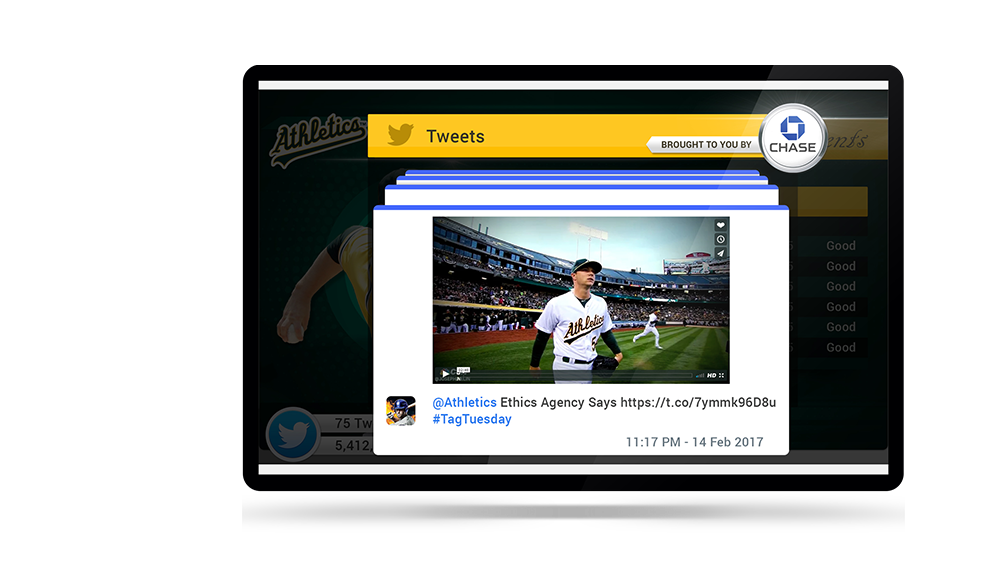 Athletics
Tweets
BROUGHT TO YOU BY
CHASE
Good
Good
Good
Good
Good
Good
Athletics
HD
@Athletics Ethics Agency Says https://t.co/7ymmk96D8u
#TagTuesday
11:17 PM - 14 Feb 2017
75 Tw
5,412,